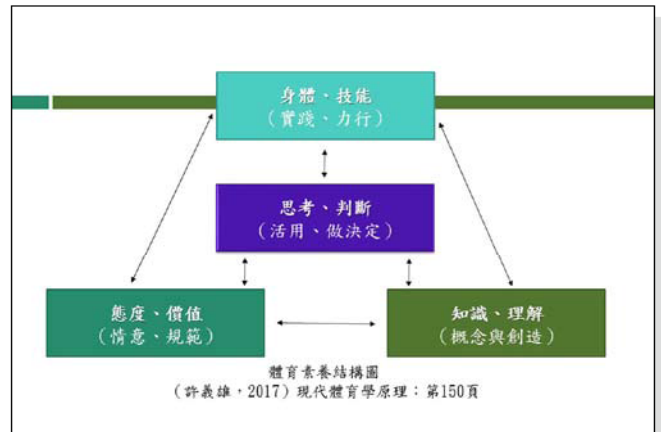 身體、技能
（實踐、力行）
思考、判斷
（活用、做決定）
態度、價值
（情意、規範）
知識、理解
（概念與創造）
體育素養結構圖
（許義雄，2017）現代體育學原理：第150頁